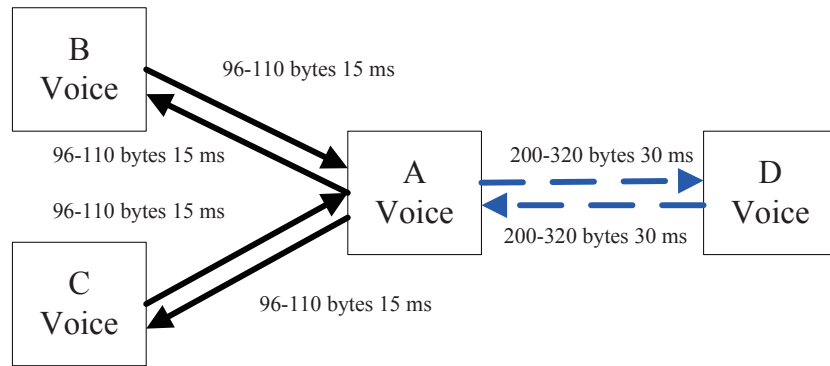 B
Voice
96-110 bytes 15 ms
96-110 bytes 15 ms
96-110 bytes 15 ms
C
Voice
96-110 bytes 15 ms
A
Voice
200-320 bytes 30 ms
200-320 bytes 30 ms
D
Voice